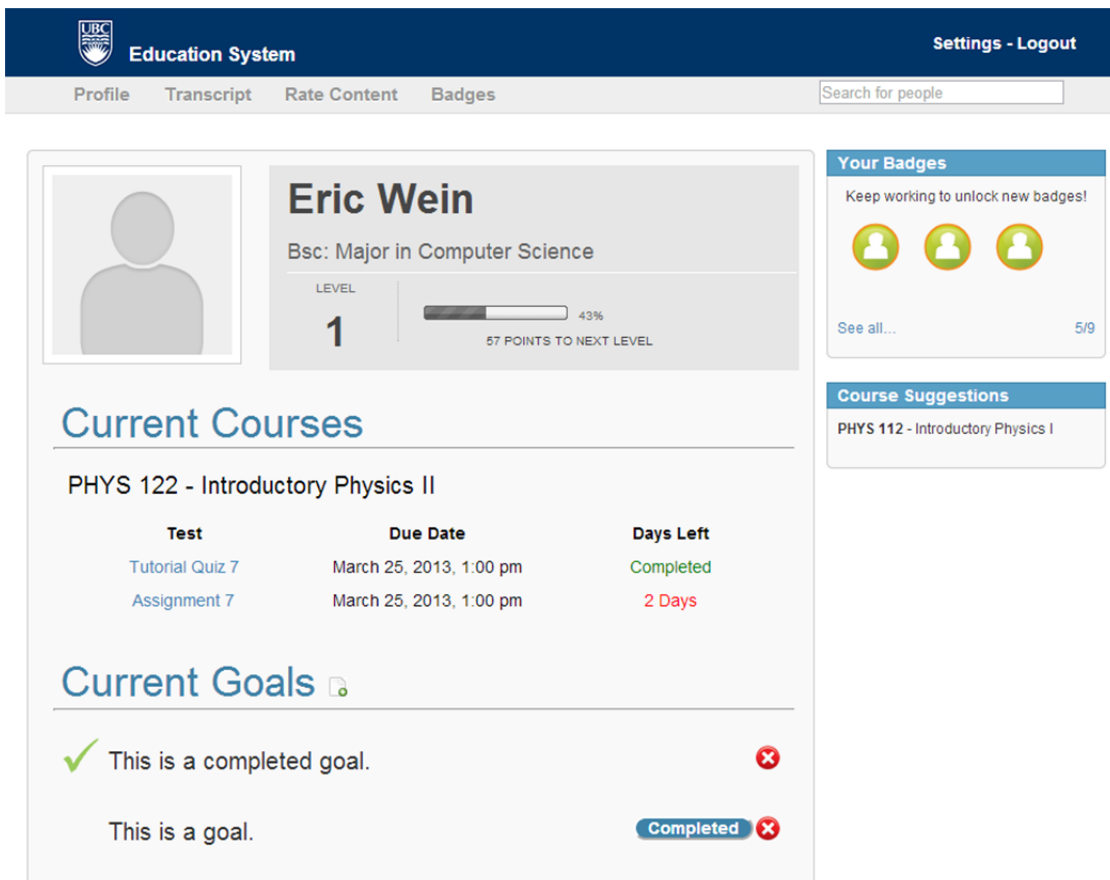 UBC
Education System
Settings - Logout
Profile Transcript Rate Content Badges
Search for people
Eric Wein
Bsc: Major in Computer Science
LEVEL
1
43%
57 POINTS TO NEXT LEVEL
Your Badges
Keep working to unlock new badges!
See all... 5/9
Course Suggestions
PHYS 112 - Introductory Physics I
Current Courses
PHYS 122 - Introductory Physics II
Test Due Date Days Left
Tutorial Quiz 7 March 25, 2013, 1:00 pm Completed
Assignment 7 March 25, 2013, 1:00 pm 2 Days
Current Goals
This is a completed goal.
This is a goal. Completed